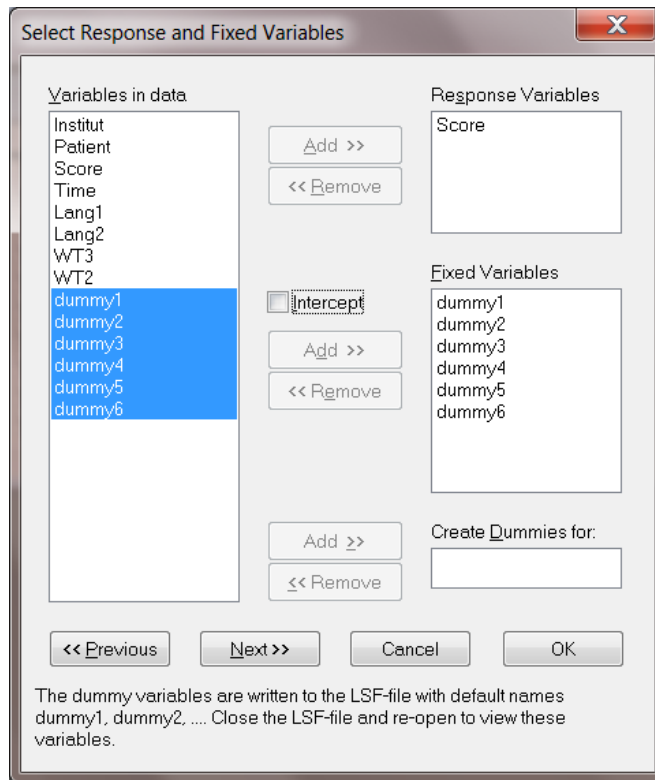 Select Response and Fixed Variables
X
Variables in data
Institut
Patient
Score
Time
Lang1
Lang2
WT3
WT2
dummy1
dummy2
dummy3
dummy4
dummy5
dummy6
Add >>
<< Remove
Intercept
Add >>
<< Remove
Add >>
<< Remove
Response Variables
Score
Fixed Variables
dummy1
dummy2
dummy3
dummy4
dummy5
dummy6
Create Dummies for:
<< Previous
Next >>
Cancel
OK
The dummy variables are written to the LSF-file with default names
dummy1, dummy2, .... Close the LSF-file and re-open to view these
variables.